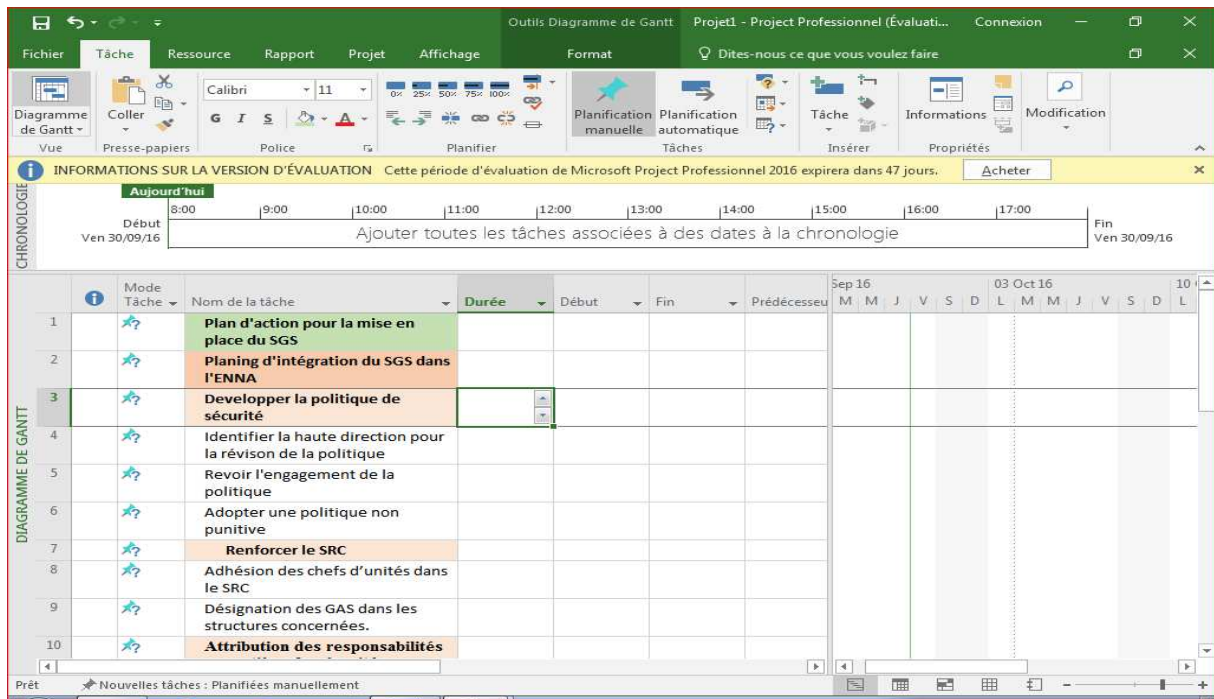 Outils Diagramme de Gantt Projet1 - Project Professionnel (Évaluati... Connexion
Fichier Tâche Ressource Rapport Projet Affichage Format Dites-nous ce que vous voulez faire
Diagramme de Gantt
Coller
Calibri 11
G I S A
0% 25% 50% 75% 100%
Planification manuelle
Planification automatique
Tâche
Informations
Modification
Vue Presse-papiers Police Planifier Tâches Insérer Propriétés
INFORMATIONS SUR LA VERSION D'ÉVALUATION Cette période d'évaluation de Microsoft Project Professionnel 2016 expirera dans 47 jours. Acheter
CHRONOLOGIE
Aujourd'hui
8:00 9:00 10:00 11:00 12:00 13:00 14:00 15:00 16:00 17:00
Début
Ven 30/09/16
Ajouter toutes les tâches associées à des dates à la chronologie
Fin
Ven 30/09/16
DIAGRAMME DE GANTT
Mode Tâche Nom de la tâche Durée Début Fin Prédécesseu
Sep 16 03 Oct 16 10
M M J V S D L M M J V S D L
1 Plan d'action pour la mise en
place du SGS
2 Planing d'intégration du SGS dans
l'ENNA
3 Developper la politique de
sécurité
4 Identifier la haute direction pour
la révison de la politique
5 Revoir l'engagement de la
politique
6 Adopter une politique non
punitive
7 Renforcer le SRC
8 Adhésion des chefs d'unités dans
le SRC
9 Désignation des GAS dans les
structures concernées.
10 Attribution des responsabilités
Prêt Nouvelles tâches : Planifiées manuellement